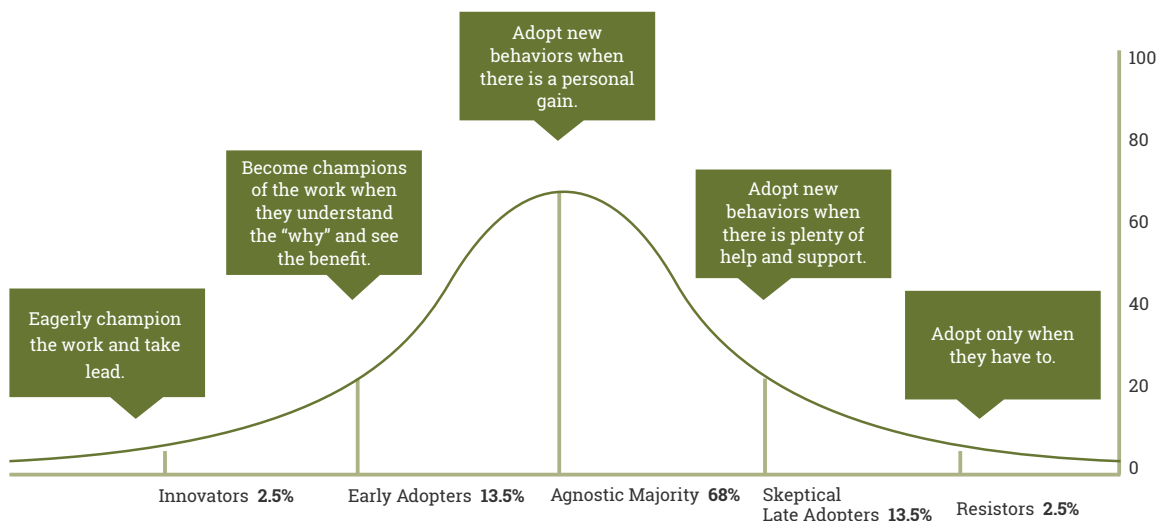 Adopt new
behaviors when
there is a personal
gain.
Become champions
of the work when
they understand
the “why” and see
the benefit.
Adopt new
behaviors when
there is plenty of
help and support.
Eagerly champion
the work and take
lead.
Adopt only when
they have to.
100
80
60
40
20
0
Innovators 2.5%
Early Adopters 13.5%
Agnostic Majority 68%
Skeptical
Late Adopters 13.5%
Resistors 2.5%